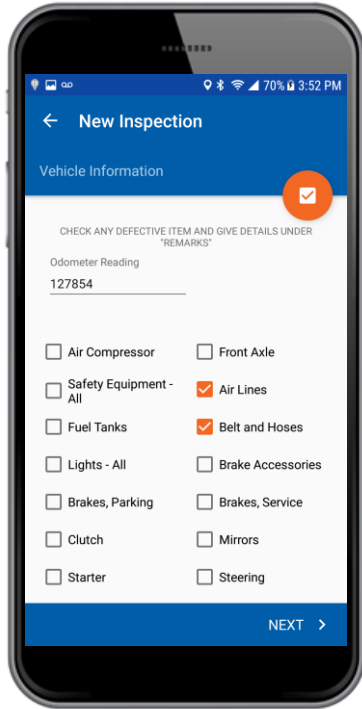 70% 3:52 PM
New Inspection
Vehicle Information
CHECK ANY DEFECTIVE ITEM AND GIVE DETAILS UNDER
"REMARKS"
Odometer Reading
127854
Air Compressor
Front Axle
Safety Equipment -
All
Air Lines
Fuel Tanks
Belt and Hoses
Lights - All
Brake Accessories
Brakes, Parking
Brakes, Service
Clutch
Mirrors
Starter
Steering
NEXT